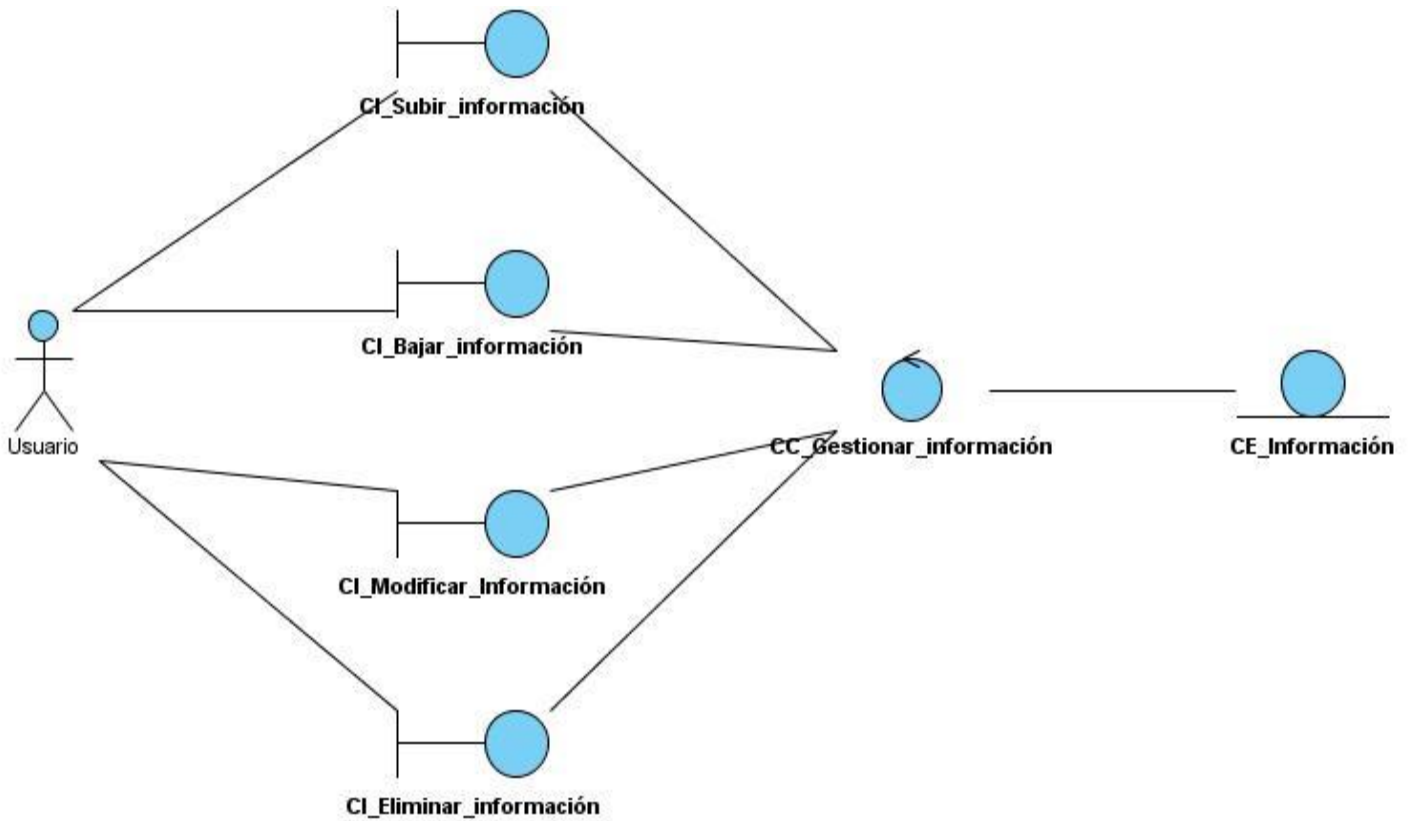 CI_Subir_información
CI_Bajar_información
Usuario
CC_Gestionar_información
CE_Información
CI_Modificar_Información
CI_Eliminar_información